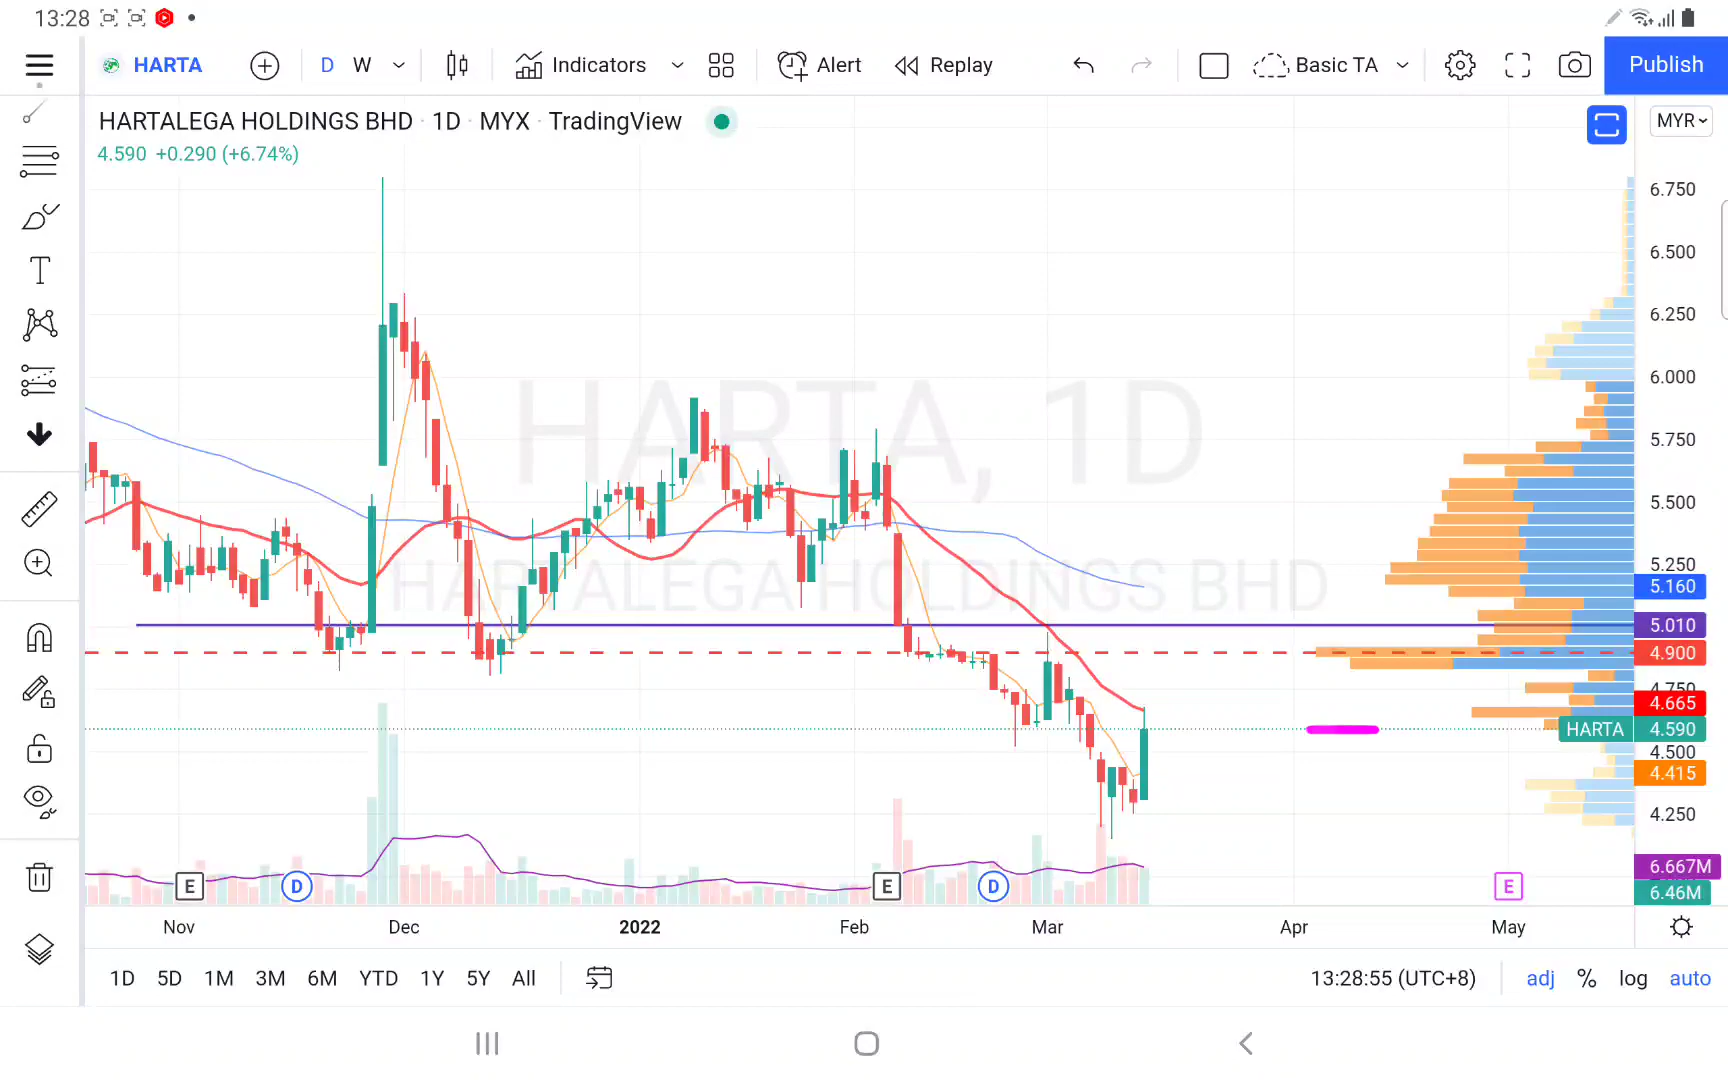 13:28
HARTA D W Indicators Alert Replay Basic TA Publish
HARTALEGA HOLDINGS BHD · 1D · MYX · TradingView
MYR
4.590 +0.290 (+6.74%)
6.750
6.500
6.250
6.000
5.750
5.500
5.250
5.160
5.010
4.900
4.750
4.665
HARTA 4.590
4.500
4.415
4.250
6.667M
6.46M
HARTA, 1D
HARTALEGA HOLDINGS BHD
T
E D E D E
Nov Dec 2022 Feb Mar Apr May
1D 5D 1M 3M 6M YTD 1Y 5Y All 13:28:55 (UTC+8) adj % log auto